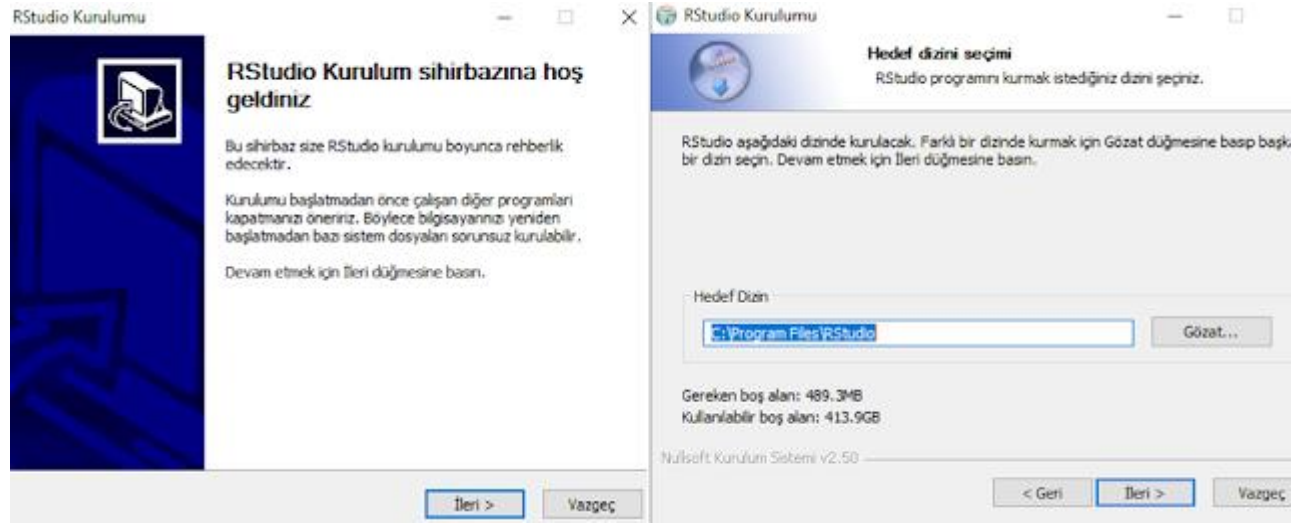 RStudio Kurulumu
RStudio Kurulum sihirbazına hoş
geldiniz
Bu sihirbaz size RStudio kurulumu boyunca rehberlik
edecektir.
Kurulumu başlatmadan önce çalışan diğer programları
kapatmanızı öneririz. Böylece bilgisayarınızı yeniden
başlatmadan bazı sistem dosyaları sorunsuz kurulabilir.
Devam etmek için İleri düğmesine basın.
İleri >
Vazgeç
RStudio Kurulumu
Hedef dizini seçimi
RStudio programını kurmak istediğiniz dizini seçiniz.
RStudio aşağıdaki dizinde kurulacak. Farklı bir dizinde kurmak için Gözat düğmesine basıp başka
bir dizin seçin. Devam etmek için İleri düğmesine basın.
Hedef Dizin
C:\Program Files\RStudio
Gözat...
Gereken boş alan: 489.3MB
Kullanılabilir boş alan: 413.9GB
Nullsoft Kurulum Sistemi v2.50
< Geri
İleri >
Vazgeç